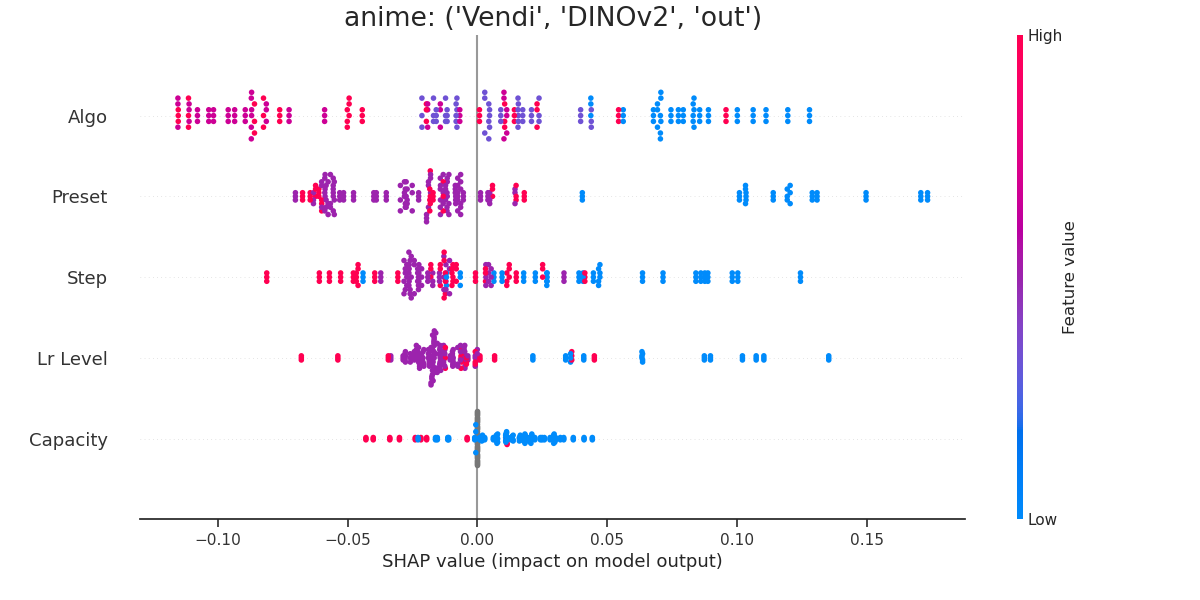 anime: ('Vendi', 'DINOv2', 'out')
High
Algo
Preset
Step
Lr Level
Capacity
Feature value
Low
−0.10
−0.05
0.00
0.05
0.10
0.15
SHAP value (impact on model output)